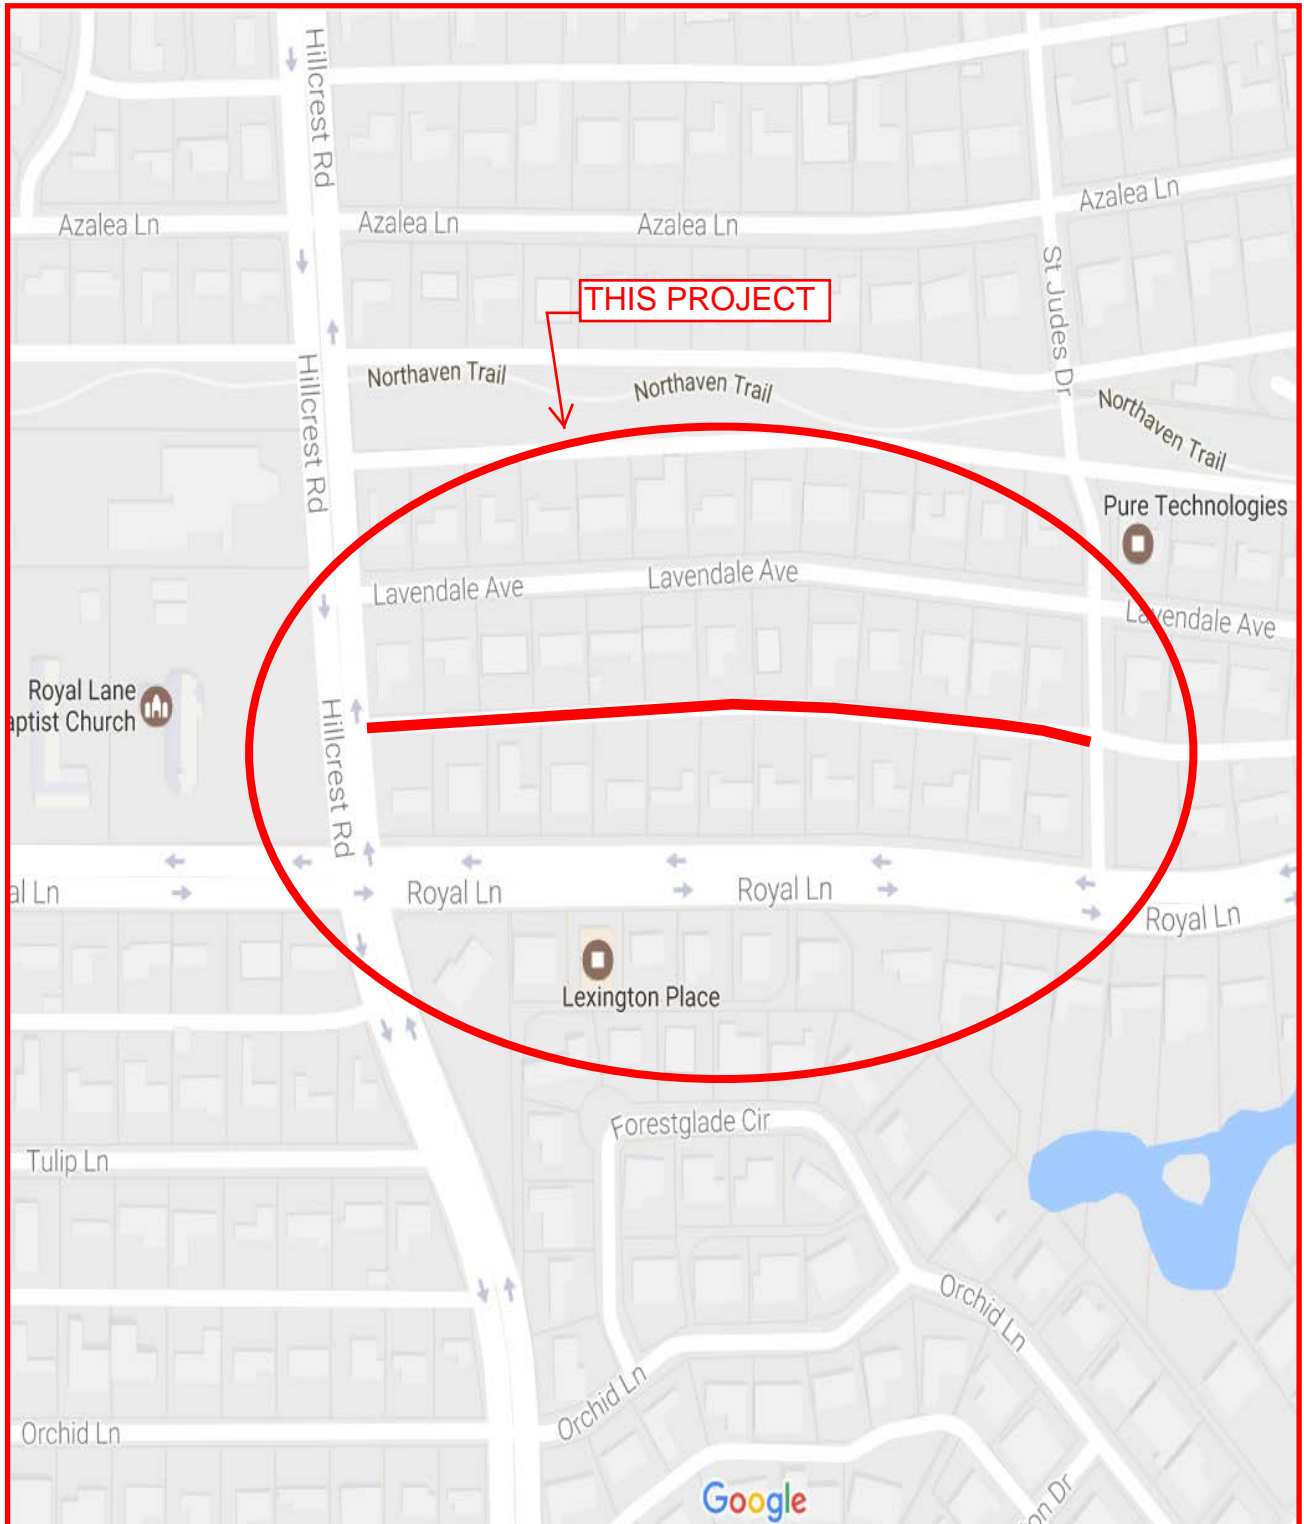 Hillcrest Rd
Azalea Ln
Azalea Ln
Azalea Ln
Azalea Ln
St Judes Dr
THIS PROJECT
Hillcrest Rd
Northaven Trail
Northaven Trail
Northaven Trail
Pure Technologies
Lavendale Ave
Lavendale Ave
Lavendale Ave
Royal Lane
aptist Church
Hillcrest Rd
al Ln
Royal Ln
Royal Ln
Royal Ln
Lexington Place
Forestglade Cir
Tulip Ln
Orchid Ln
Orchid Ln
Orchid Ln
on Dr
Google